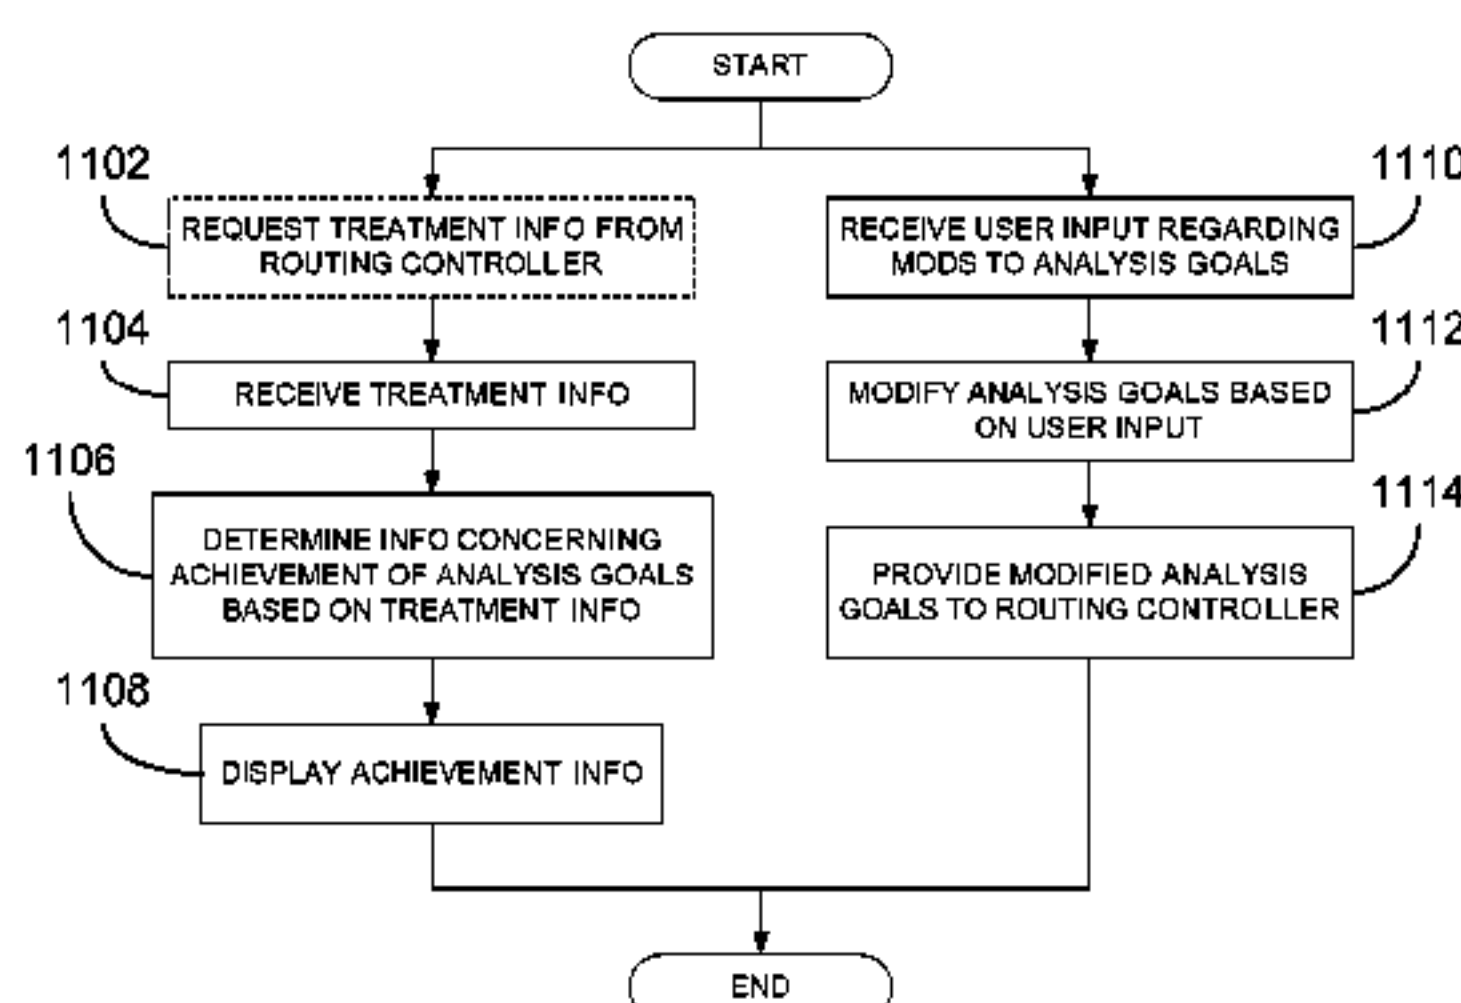 START
1102
REQUEST TREATMENT INFO FROM
ROUTING CONTROLLER
1104
RECEIVE TREATMENT INFO
1106
DETERMINE INFO CONCERNING
ACHIEVEMENT OF ANALYSIS GOALS
BASED ON TREATMENT INFO
1108
DISPLAY ACHIEVEMENT INFO
1110
RECEIVE USER INPUT REGARDING
MODS TO ANALYSIS GOALS
1112
MODIFY ANALYSIS GOALS BASED
ON USER INPUT
1114
PROVIDE MODIFIED ANALYSIS
GOALS TO ROUTING CONTROLLER
END